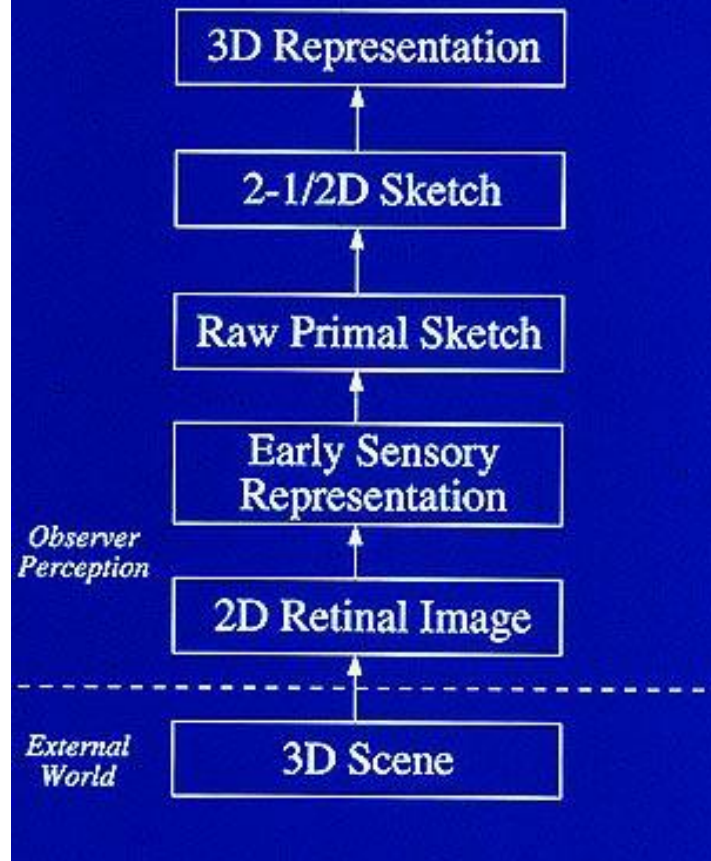 3D Representation
2-1/2D Sketch
Raw Primal Sketch
Early Sensory
Representation
Observer
Perception
2D Retinal Image
External
World
3D Scene